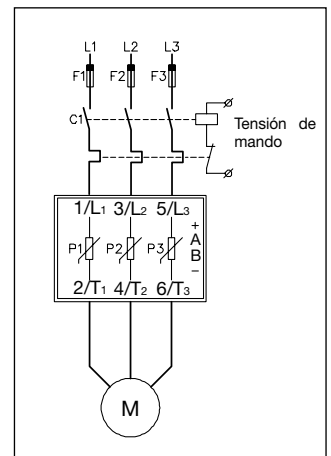 L1 L2 L3
F1 F2 F3
C1
Tensión de
mando
1/L1 3/L2 5/L3
+
P1 P2 P3 A
B
−
2/T1 4/T2 6/T3
M